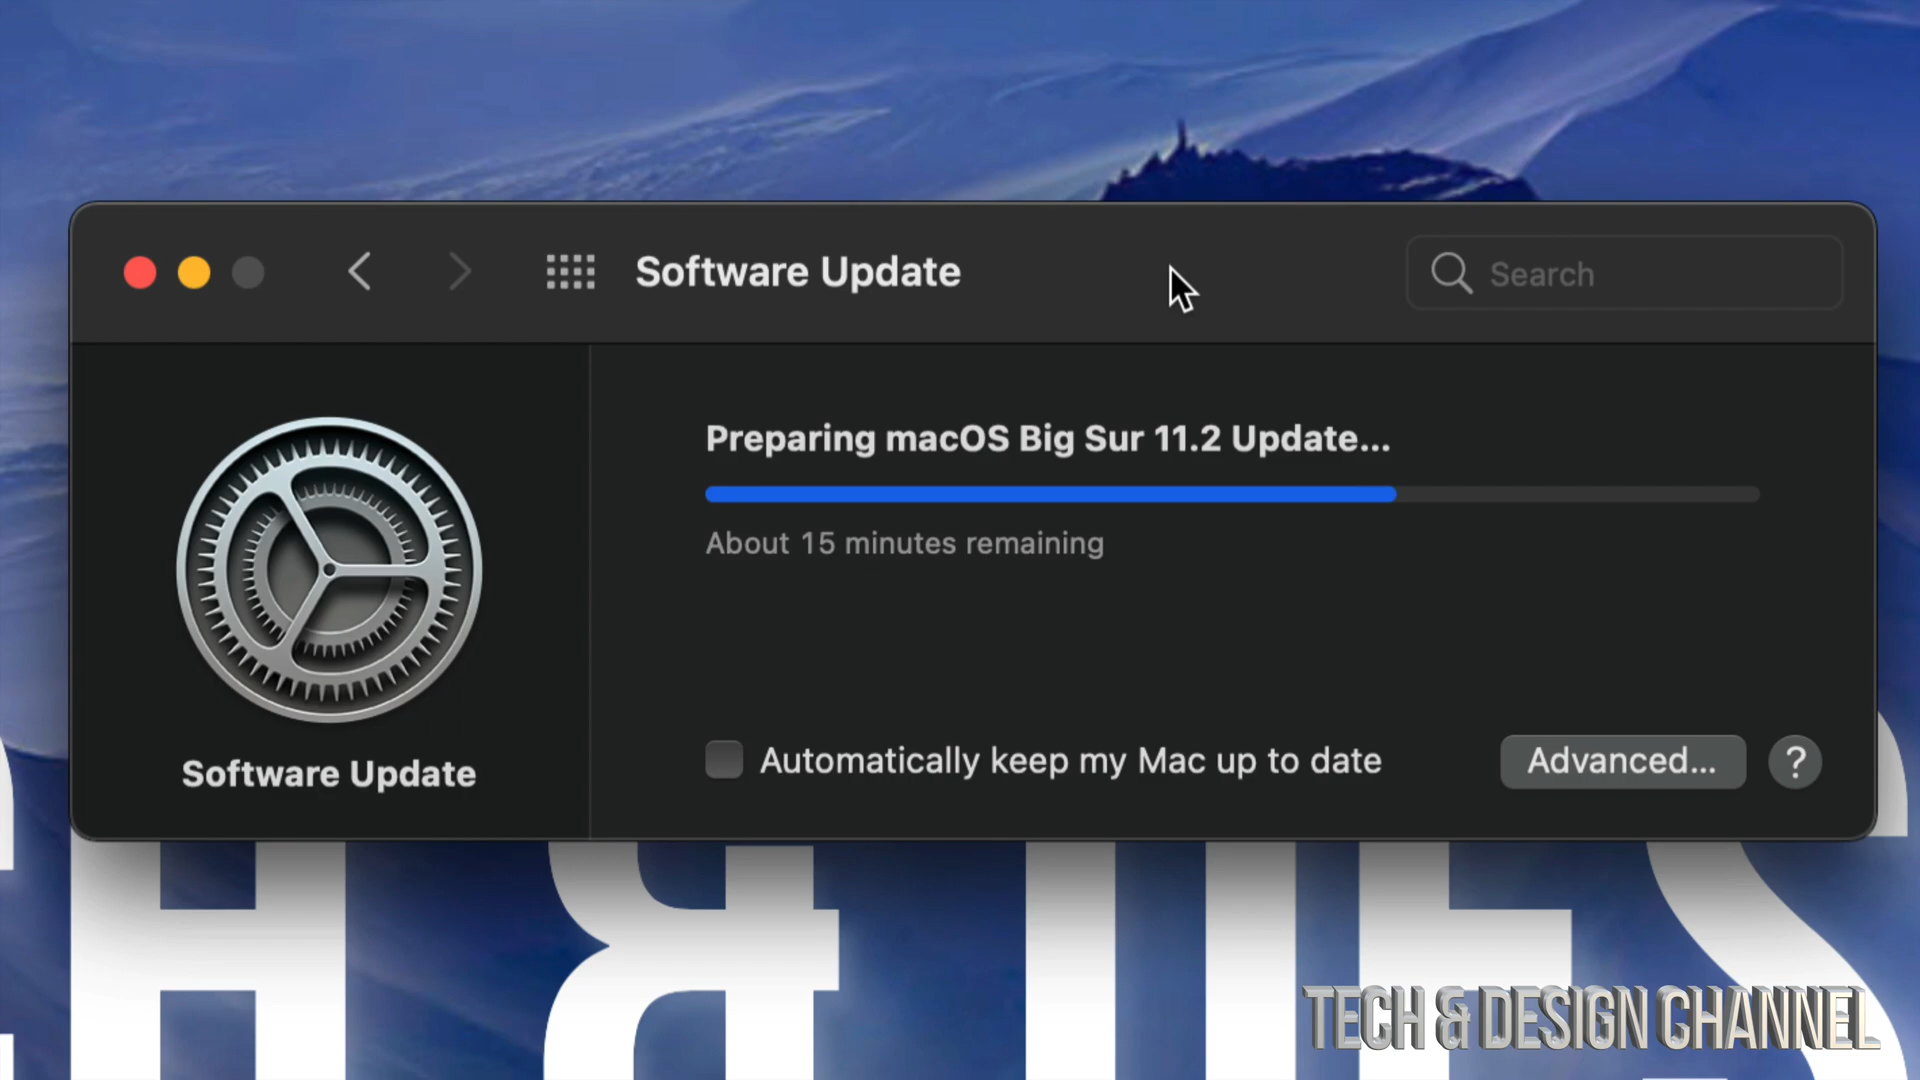 Software Update
Search
Preparing macOS Big Sur 11.2 Update...
About 15 minutes remaining
Software Update
Automatically keep my Mac up to date
Advanced...
?
TECH & DESIGN CHANNEL